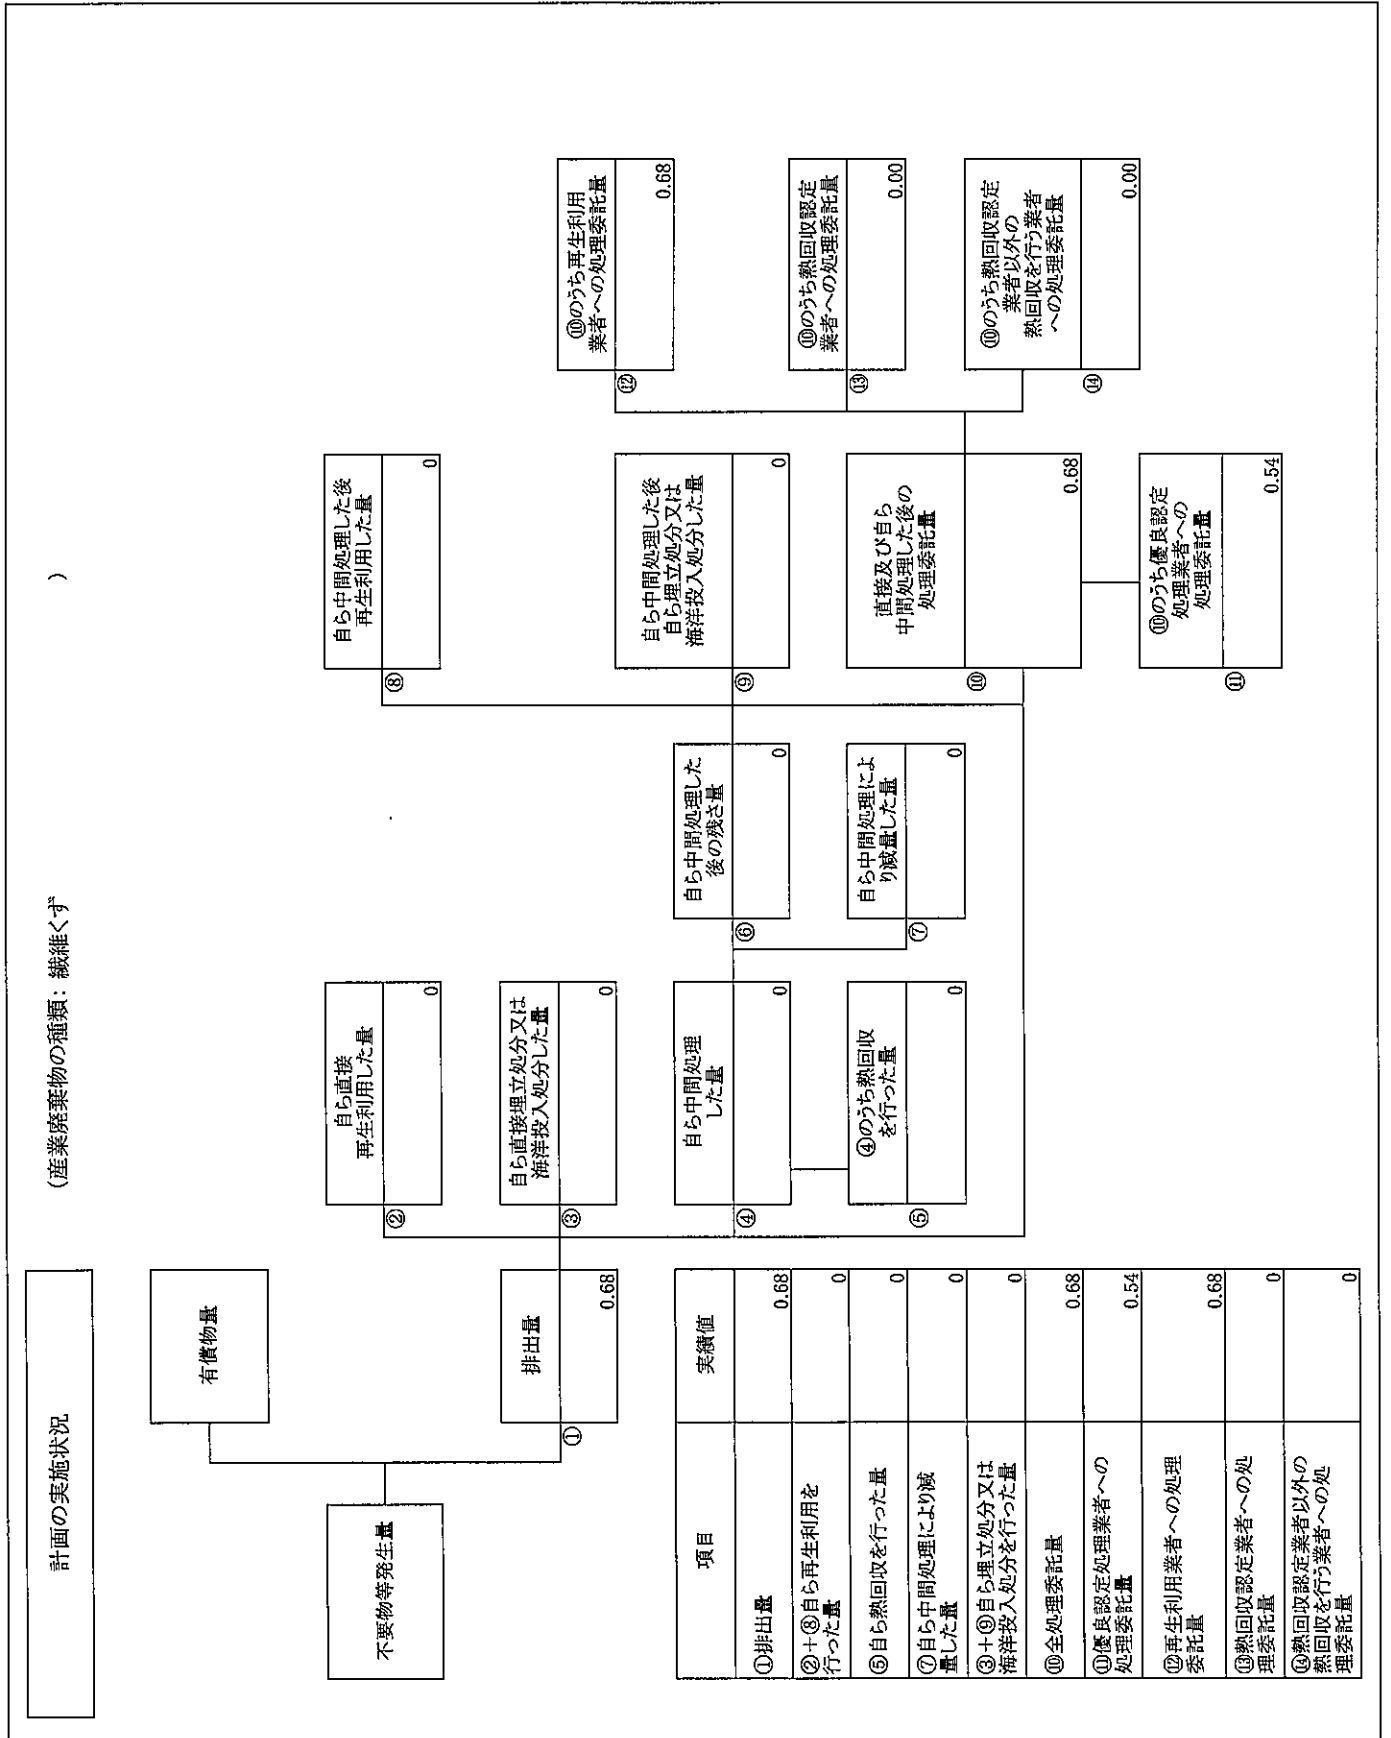 計画の実施状況
(産業廃棄物の種類: 繊維くず )
不要物等発生量
有償物量
①
排出量
0.68
②
自ら直接
再生利用した量
0
③
自ら直接埋立処分又は
海洋投入処分した量
0
④
自ら中間処理
した量
0
⑤
④のうち熱回収
を行った量
0
⑥
自ら中間処理した
後の残さ量
0
⑦
自ら中間処理によ
り減量した量
0
⑧
自ら中間処理した後
再生利用した量
0
⑨
自ら中間処理した後
自ら埋立処分又は
海洋投入処分した量
0
⑩
直接及び自ら
中間処理した後の
処理委託量
0.68
⑪
⑩のうち優良認定
処理業者への
処理委託量
0.54
⑫
⑩のうち再生利用
業者への処理委託量
0.68
⑬
⑩のうち熱回収認定
業者への処理委託量
0.00
⑭
⑩のうち熱回収認定
業者以外の
熱回収を行う業者
への処理委託量
0.00
項目 実績値
①排出量 0.68
②+⑧自ら再生利用を
行った量 0
⑤自ら熱回収を行った量 0
⑦自ら中間処理により減
量した量 0
③+⑨自ら埋立処分又は
海洋投入処分を行った量 0
⑩全処理委託量 0.68
⑪優良認定処理業者への
処理委託量 0.54
⑫再生利用業者への処理
委託量 0.68
⑬熱回収認定業者への処
理委託量 0
⑭熱回収認定業者以外の
熱回収を行う業者への処
理委託量 0